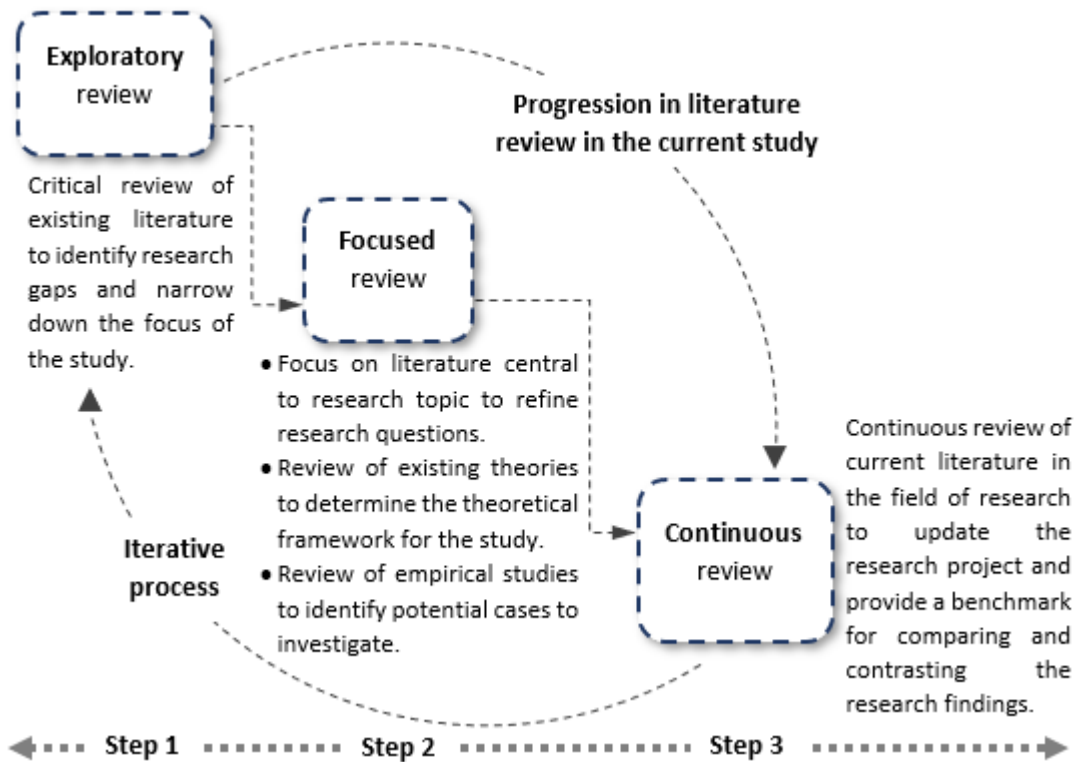 Exploratory
review
Progression in literature
review in the current study
Critical review of
existing literature
to identify research
gaps and narrow
down the focus of
the study.
Focused
review
• Focus on literature central
to research topic to refine
research questions.
• Review of existing theories
to determine the theoretical
framework for the study.
• Review of empirical studies
to identify potential cases to
investigate.
Continuous
review
Continuous review of
current literature in
the field of research
to update the
research project and
provide a benchmark
for comparing and
contrasting the
research findings.
Iterative
process
Step 1
Step 2
Step 3